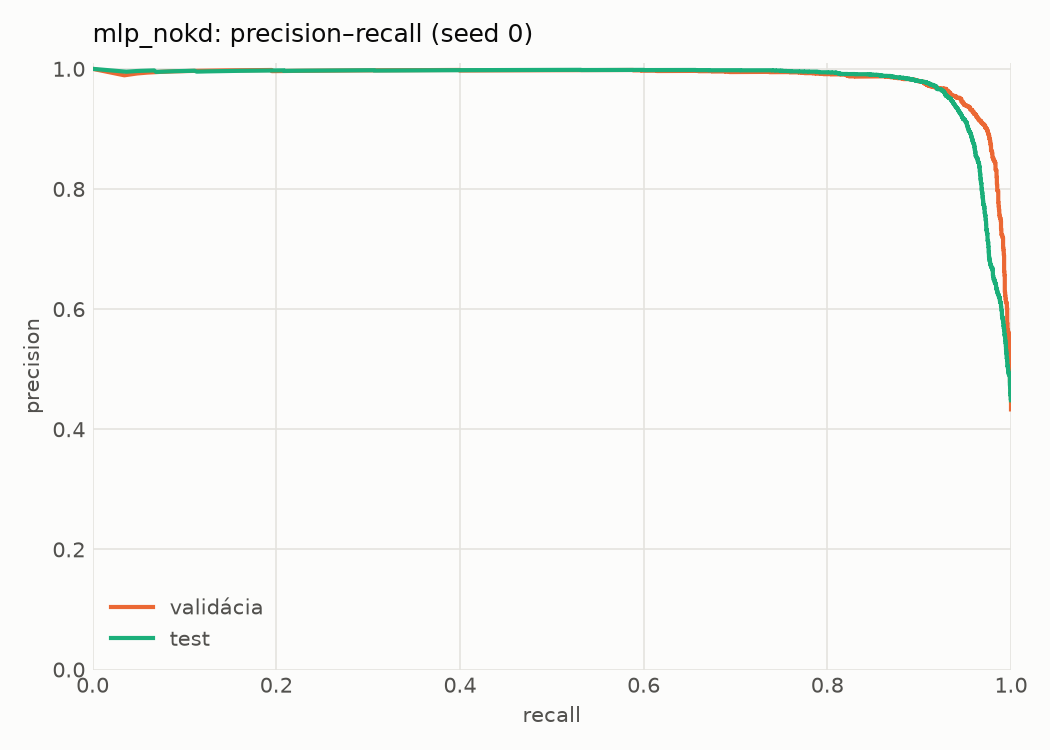 mlp_nokd: precision–recall (seed 0)
1.0
0.8
0.6
0.4
0.2
0.0
precision
validácia
test
0.0 0.2 0.4 0.6 0.8 1.0
recall